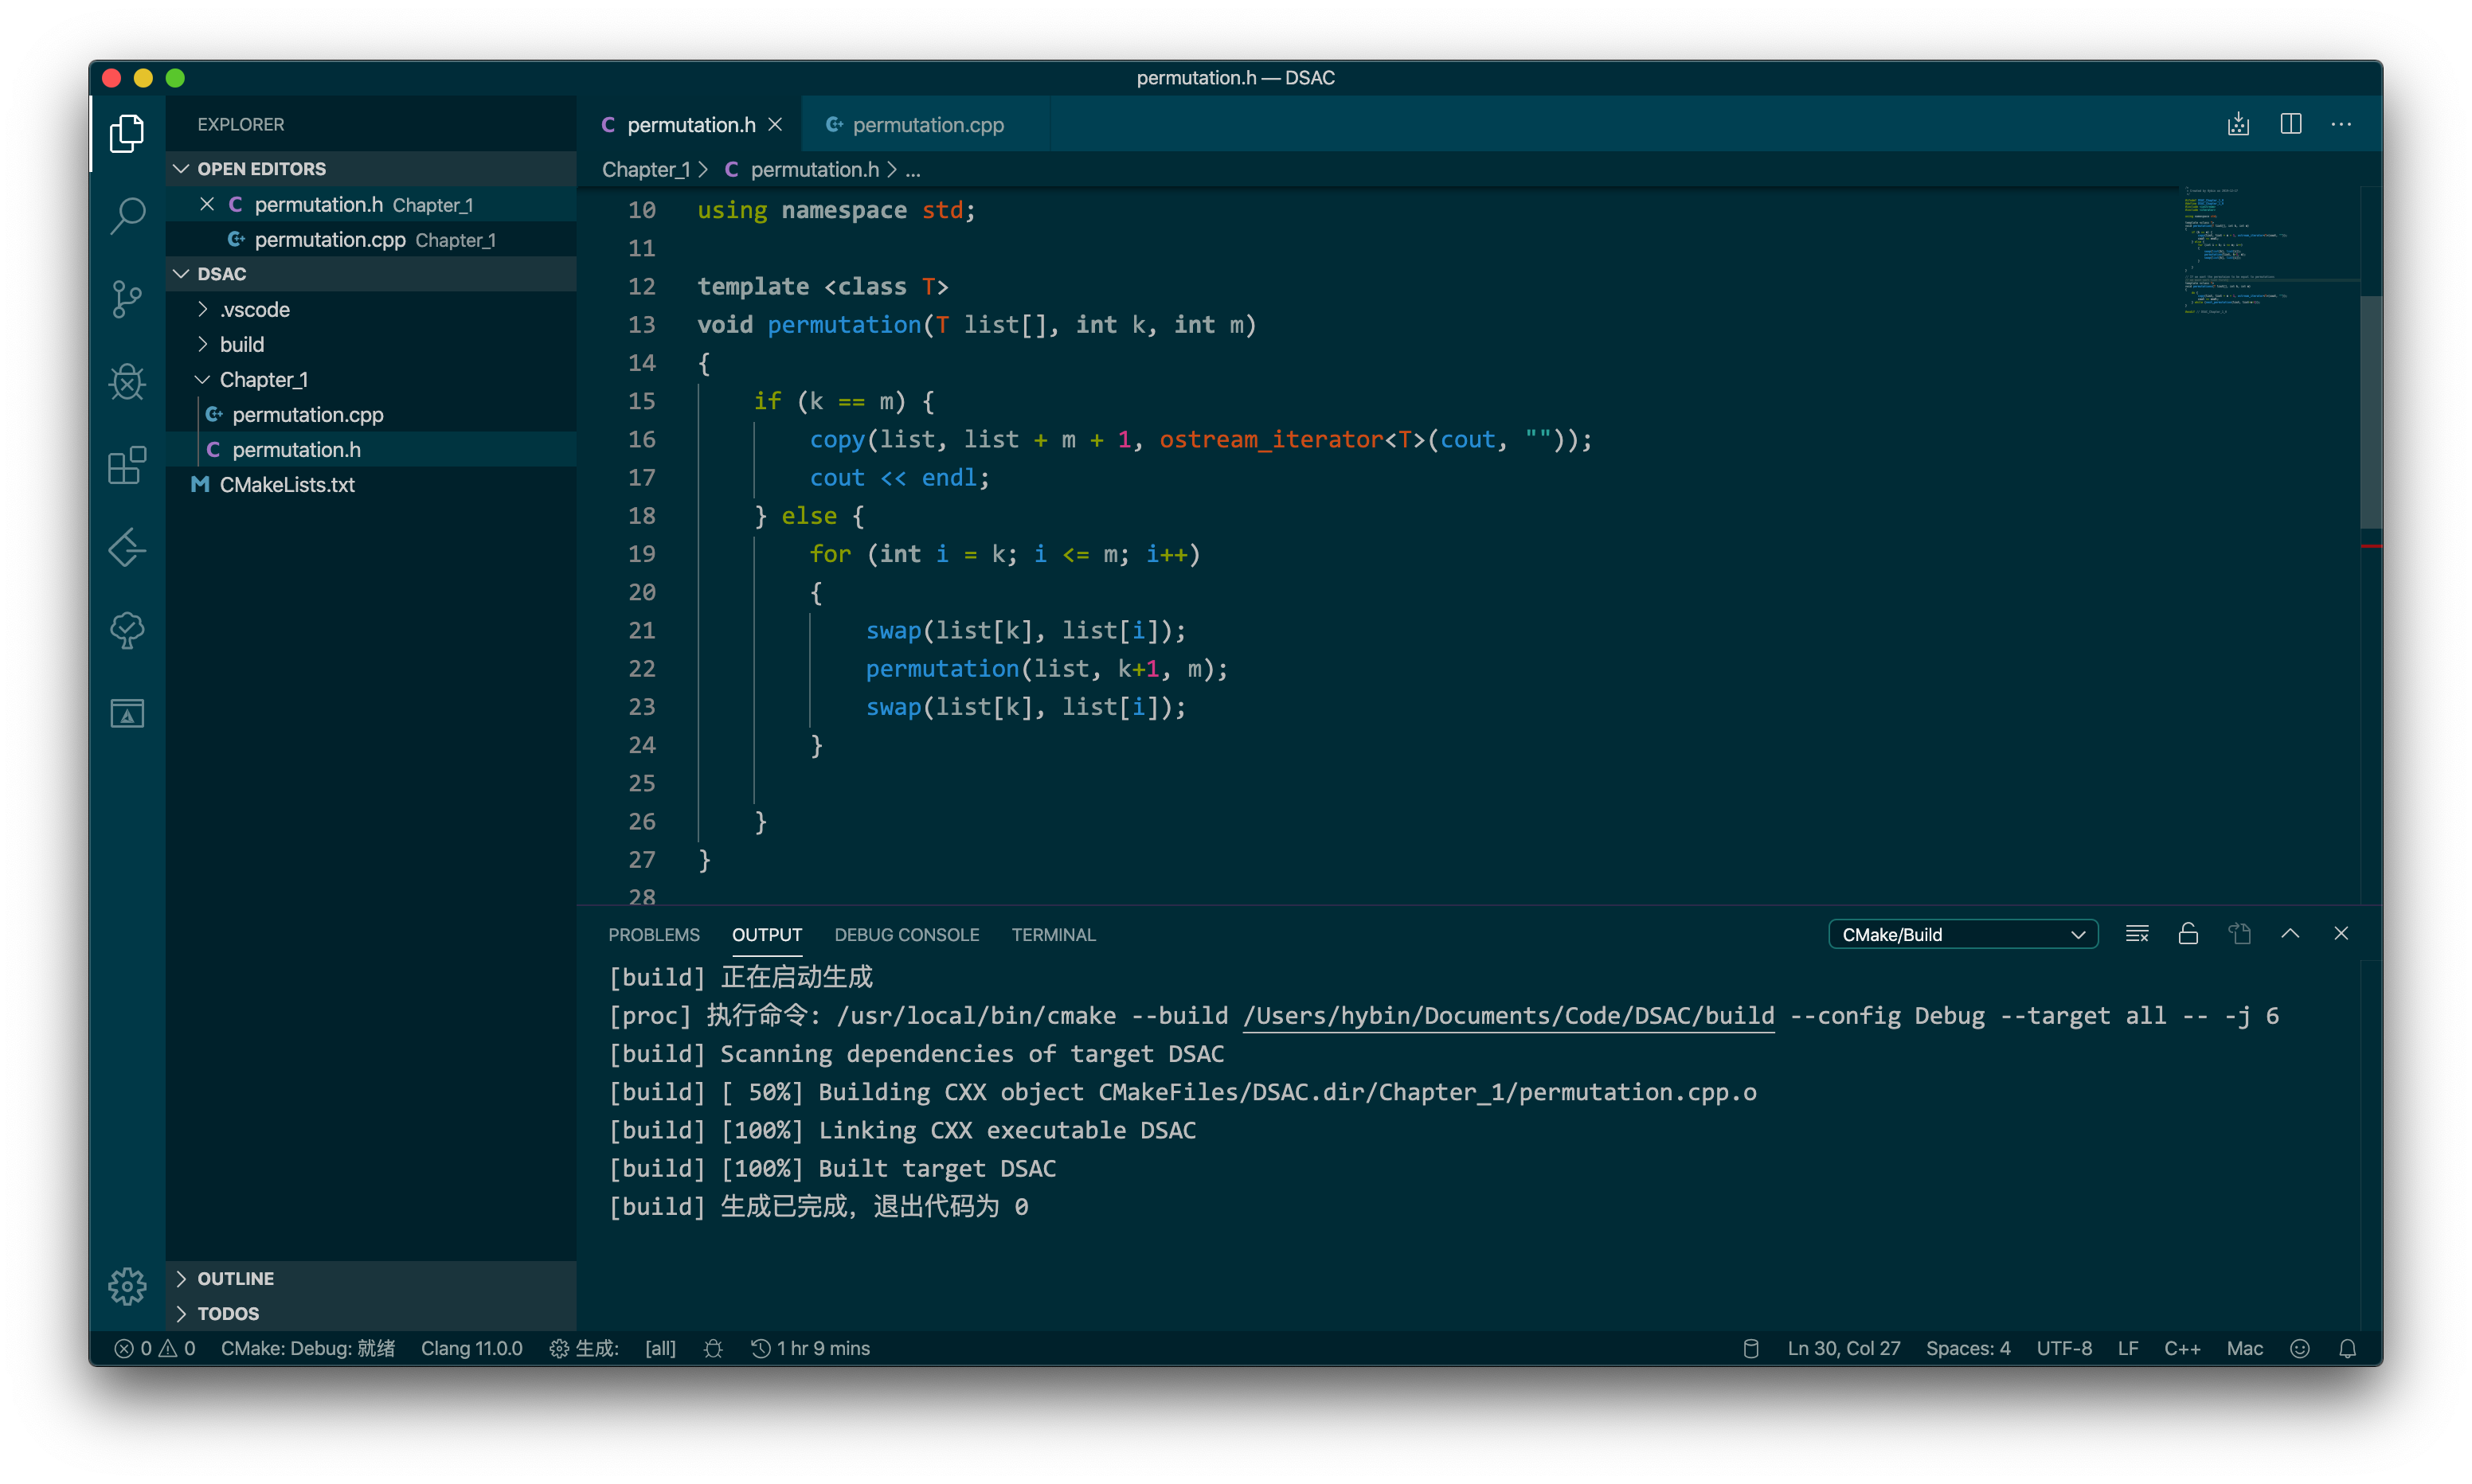 permutation.h — DSAC
EXPLORER
OPEN EDITORS
permutation.h Chapter_1
permutation.cpp Chapter_1
DSAC
.vscode
build
Chapter_1
permutation.cpp
permutation.h
CMakeLists.txt
OUTLINE
TODOS
permutation.h
permutation.cpp
Chapter_1 > C permutation.h > ...
10 using namespace std;
11
12 template <class T>
13 void permutation(T list[], int k, int m)
14 {
15 if (k == m) {
16 copy(list, list + m + 1, ostream_iterator<T>(cout, ""));
17 cout << endl;
18 } else {
19 for (int i = k; i <= m; i++)
20 {
21 swap(list[k], list[i]);
22 permutation(list, k+1, m);
23 swap(list[k], list[i]);
24 }
25
26 }
27 }
28
PROBLEMS OUTPUT DEBUG CONSOLE TERMINAL CMake/Build
[build] 正在启动生成
[proc] 执行命令: /usr/local/bin/cmake --build /Users/hybin/Documents/Code/DSAC/build --config Debug --target all -- -j 6
[build] Scanning dependencies of target DSAC
[build] [ 50%] Building CXX object CMakeFiles/DSAC.dir/Chapter_1/permutation.cpp.o
[build] [100%] Linking CXX executable DSAC
[build] [100%] Built target DSAC
[build] 生成已完成，退出代码为 0
0 0 CMake: Debug: 就绪 Clang 11.0.0 生成: [all] 1 hr 9 mins Ln 30, Col 27 Spaces: 4 UTF-8 LF C++ Mac